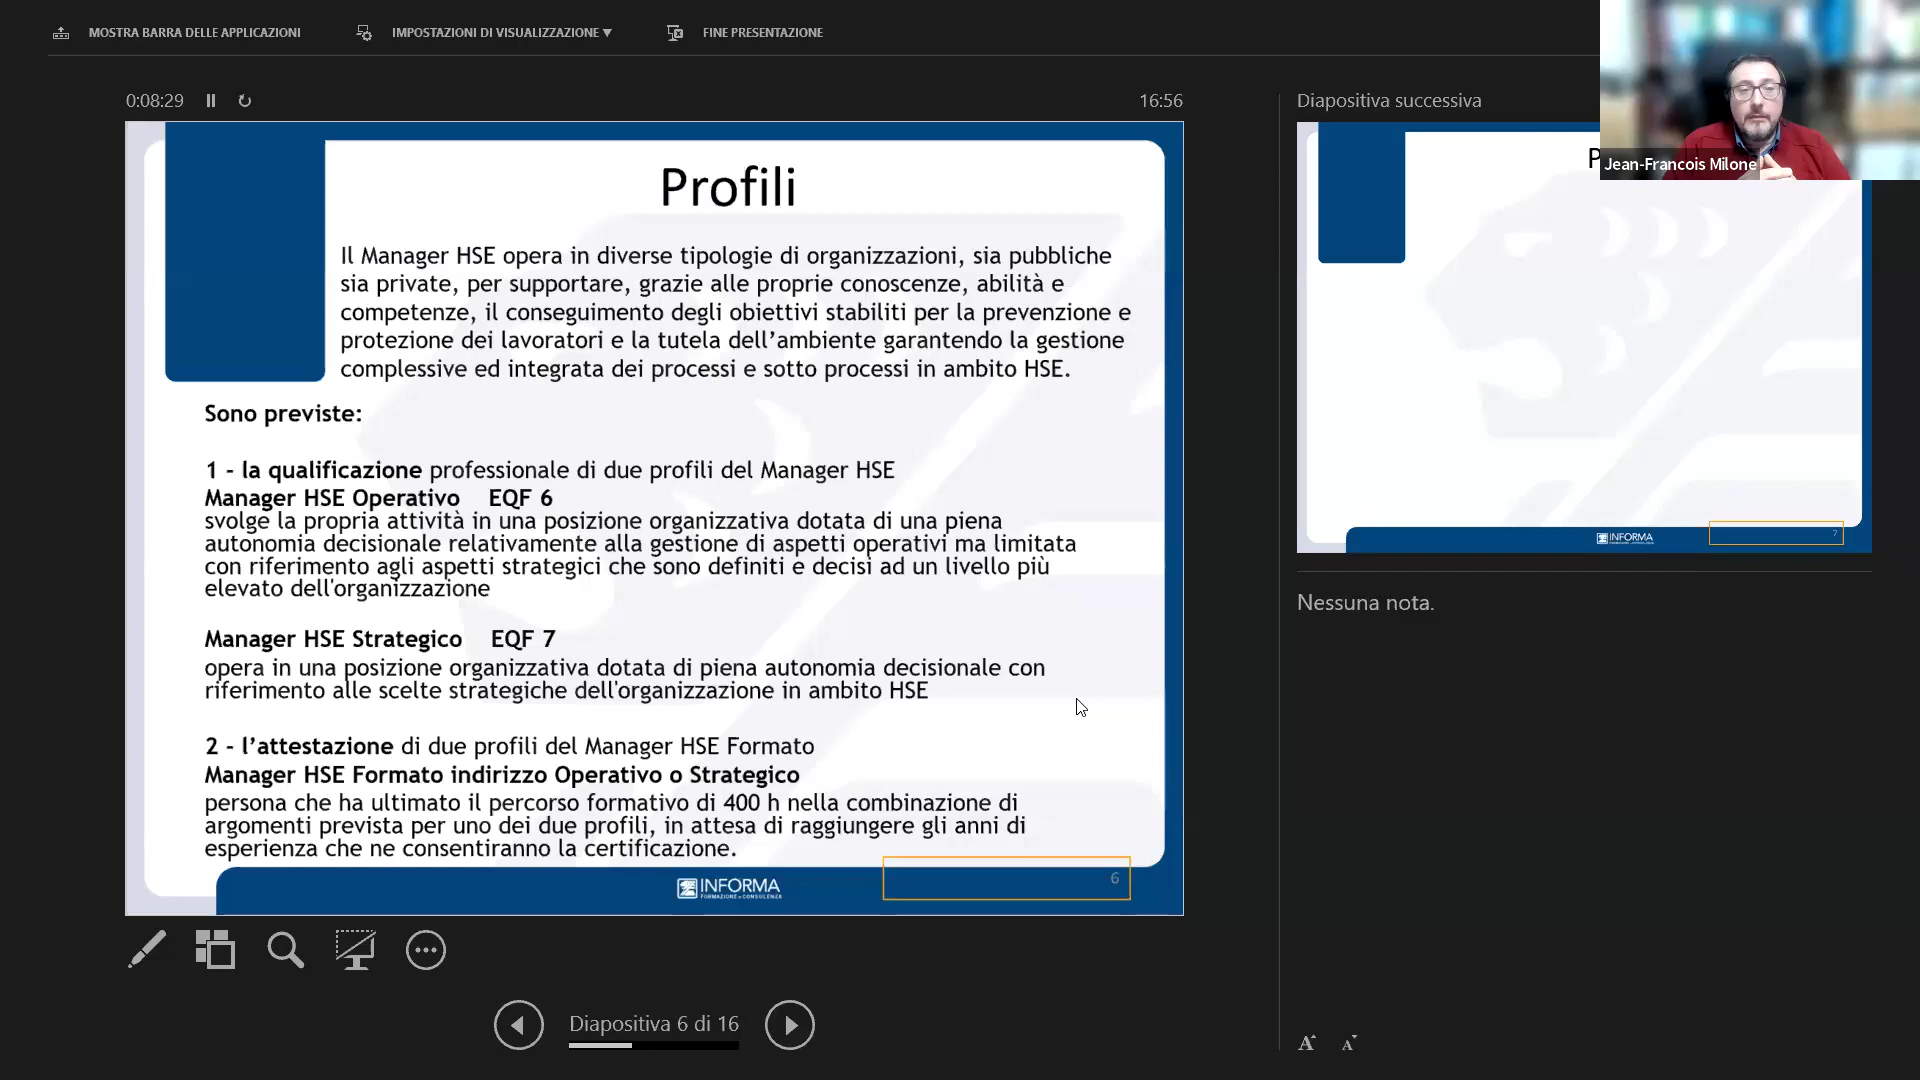 MOSTRA BARRA DELLE APPLICAZIONI
IMPOSTAZIONI DI VISUALIZZAZIONE ▼
FINE PRESENTAZIONE
0:08:29
16:56
Profili
Il Manager HSE opera in diverse tipologie di organizzazioni, sia pubbliche
sia private, per supportare, grazie alle proprie conoscenze, abilità e
competenze, il conseguimento degli obiettivi stabiliti per la prevenzione e
protezione dei lavoratori e la tutela dell’ambiente garantendo la gestione
complessive ed integrata dei processi e sotto processi in ambito HSE.
Sono previste:
1 - la qualificazione professionale di due profili del Manager HSE
Manager HSE Operativo EQF 6
svolge la propria attività in una posizione organizzativa dotata di una piena
autonomia decisionale relativamente alla gestione di aspetti operativi ma limitata
con riferimento agli aspetti strategici che sono definiti e decisi ad un livello più
elevato dell'organizzazione
Manager HSE Strategico EQF 7
opera in una posizione organizzativa dotata di piena autonomia decisionale con
riferimento alle scelte strategiche dell'organizzazione in ambito HSE
2 - l’attestazione di due profili del Manager HSE Formato
Manager HSE Formato indirizzo Operativo o Strategico
persona che ha ultimato il percorso formativo di 400 h nella combinazione di
argomenti prevista per uno dei due profili, in attesa di raggiungere gli anni di
esperienza che ne consentiranno la certificazione.
INFORMA
FORMAZIONE e CONSULENZA
6
Diapositiva 6 di 16
Diapositiva successiva
P
Jean-Francois Milone
INFORMA
7
Nessuna nota.
A A